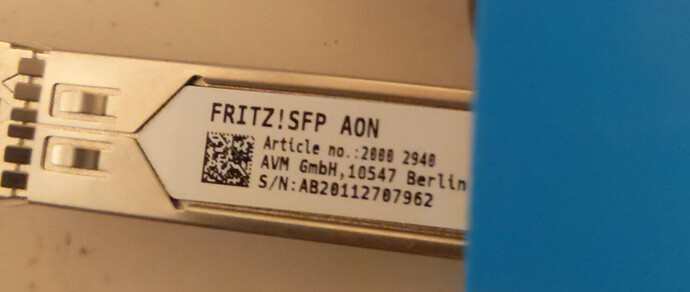 FRITZ!SFP AON
Article no.:2000 2940
AVM GmbH,10547 Berlin
S/N:AB20112707962